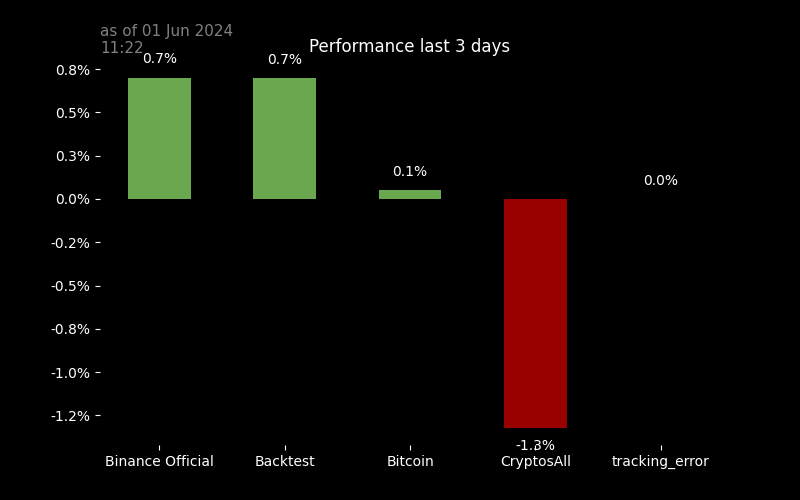 as of 01 Jun 2024
11:22
Performance last 3 days
0.7%
0.7%
0.1%
0.0%
-1.3%
0.8%
0.5%
0.3%
0.0%
-0.2%
-0.5%
-0.8%
-1.0%
-1.2%
Binance Official
Backtest
Bitcoin
CryptosAll
tracking_error